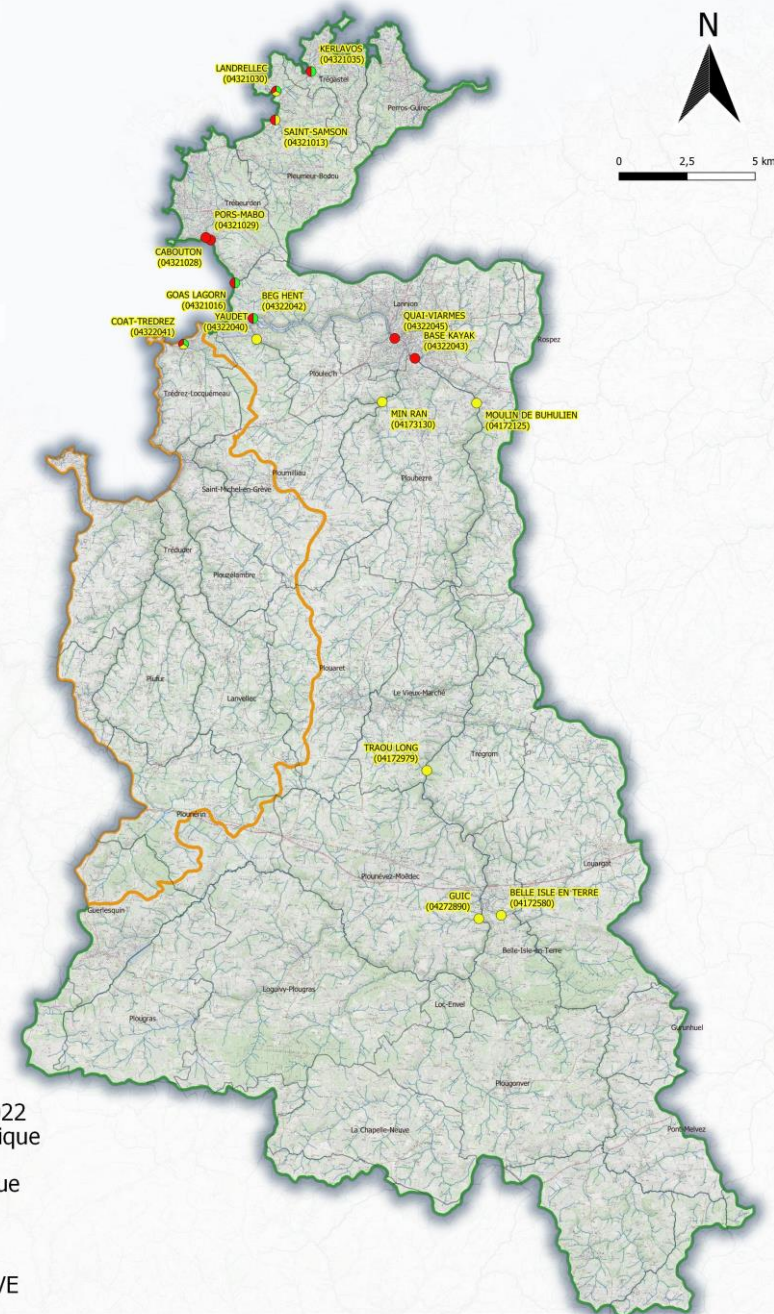 N
0 2,5 5 km
KERLAVOS
(04321035)
LANDRELLEC
(04321030)
Trégastel
Perros-Guirec
SAINT-SAMSON
(04321013)
Pleumeur-Bodou
Trébeurden
PORS-MABO
(04321029)
CABOUTON
(04321028)
GOAS LAGORN
(04321016)
BEG HENT
(04322042)
YAUDET
(04322040)
COAT-TREDREZ
(04322041)
Lannion
QUAI-VIARMES
(04322045)
BASE KAYAK
(04322043)
Rospez
Ploulec'h
Trédrez-Locquémeau
MIN RAN
(04173130)
MOULIN DE BUHULIEN
(04172125)
Ploumilliau
Ploubezre
Saint-Michel-en-Grève
Tréduder
Plouzélambre
Plouaret
Plufur
Lanvellec
Le Vieux-Marché
TRAOU LONG
(04172979)
Trégrom
Plounérin
Louargat
Plounévez-Moëdec
GUIC
(04272890)
BELLE ISLE EN TERRE
(04172580)
Guerlesquin
Belle-Isle-en-Terre
Loguivy-Plougras
Loc-Envel
Plougras
Gurunhuel
Plougonver
La Chapelle-Neuve
Pont-Melvez
22
ique
ue
VE